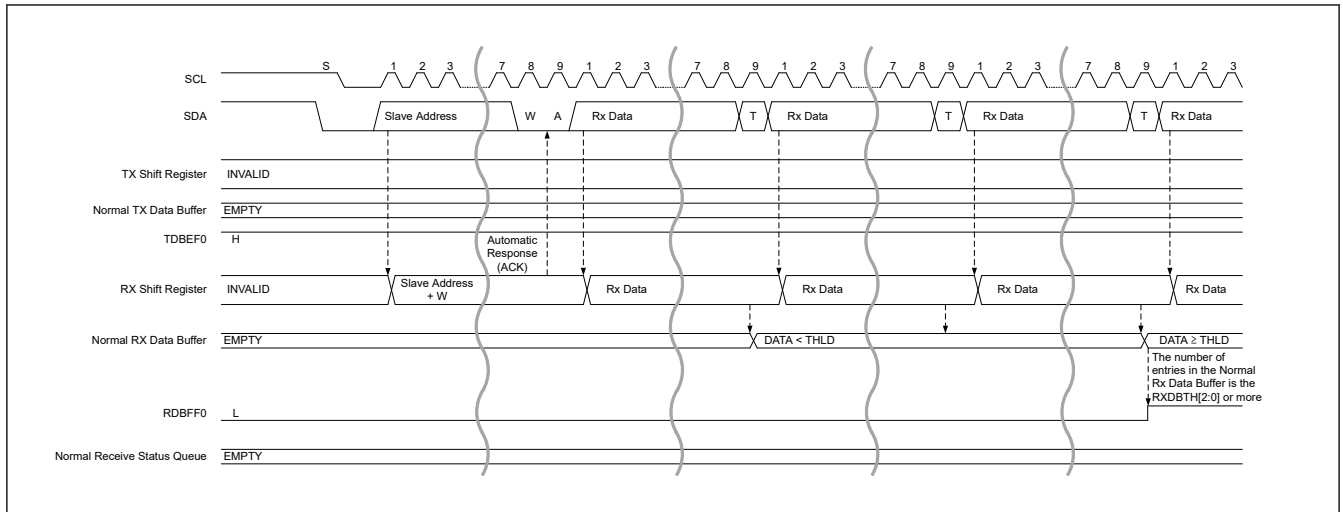 S 1 2 3 7 8 9 1 2 3 7 8 9 1 2 3 7 8 9 1 2 3 7 8 9 1 2 3
SCL
SDA Slave Address W A Rx Data T Rx Data T Rx Data T Rx Data
TX Shift Register INVALID
Normal TX Data Buffer EMPTY
TDBEF0 H
Automatic
Response
(ACK)
RX Shift Register INVALID Slave Address
+ W
Rx Data Rx Data Rx Data Rx Data
Normal RX Data Buffer EMPTY DATA < THLD DATA ≥ THLD
The number of
entries in the Normal
Rx Data Buffer is the
RXDBTH[2:0] or more
RDBFF0 L
Normal Receive Status Queue EMPTY